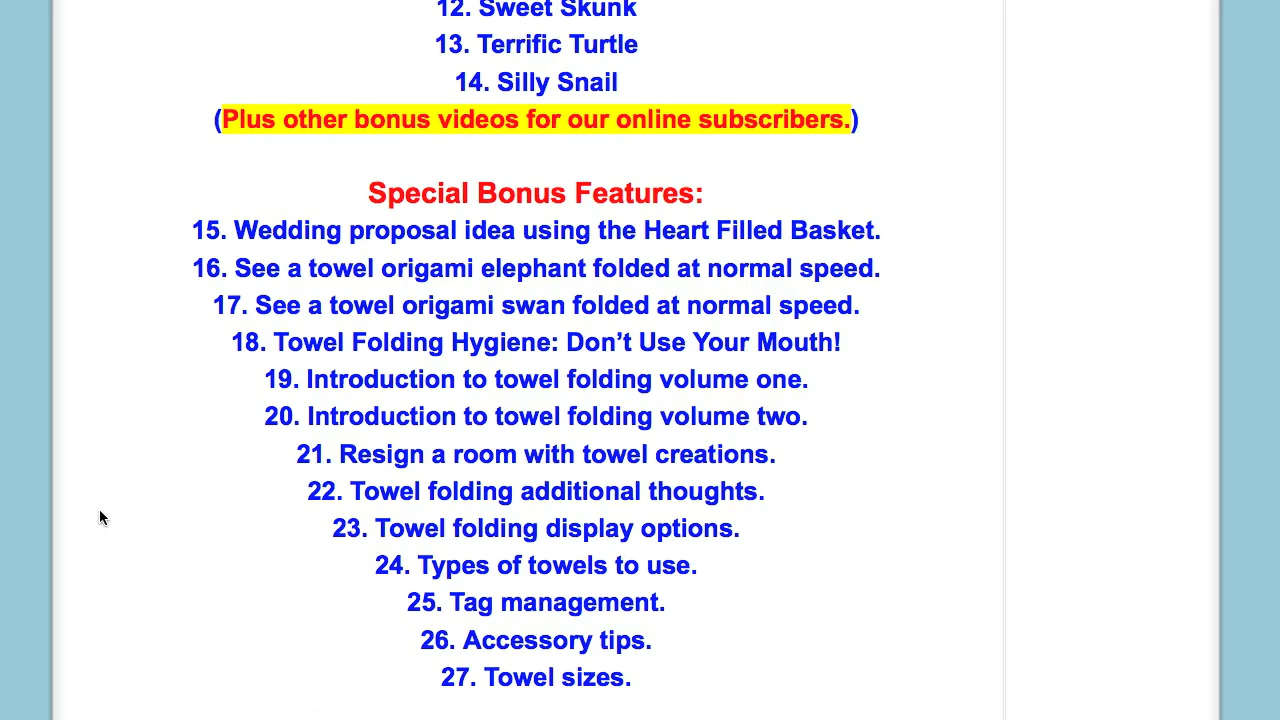 12. Sweet Skunk
13. Terrific Turtle
14. Silly Snail
(Plus other bonus videos for our online subscribers.)
Special Bonus Features:
15. Wedding proposal idea using the Heart Filled Basket.
16. See a towel origami elephant folded at normal speed.
17. See a towel origami swan folded at normal speed.
18. Towel Folding Hygiene: Don’t Use Your Mouth!
19. Introduction to towel folding volume one.
20. Introduction to towel folding volume two.
21. Resign a room with towel creations.
22. Towel folding additional thoughts.
23. Towel folding display options.
24. Types of towels to use.
25. Tag management.
26. Accessory tips.
27. Towel sizes.